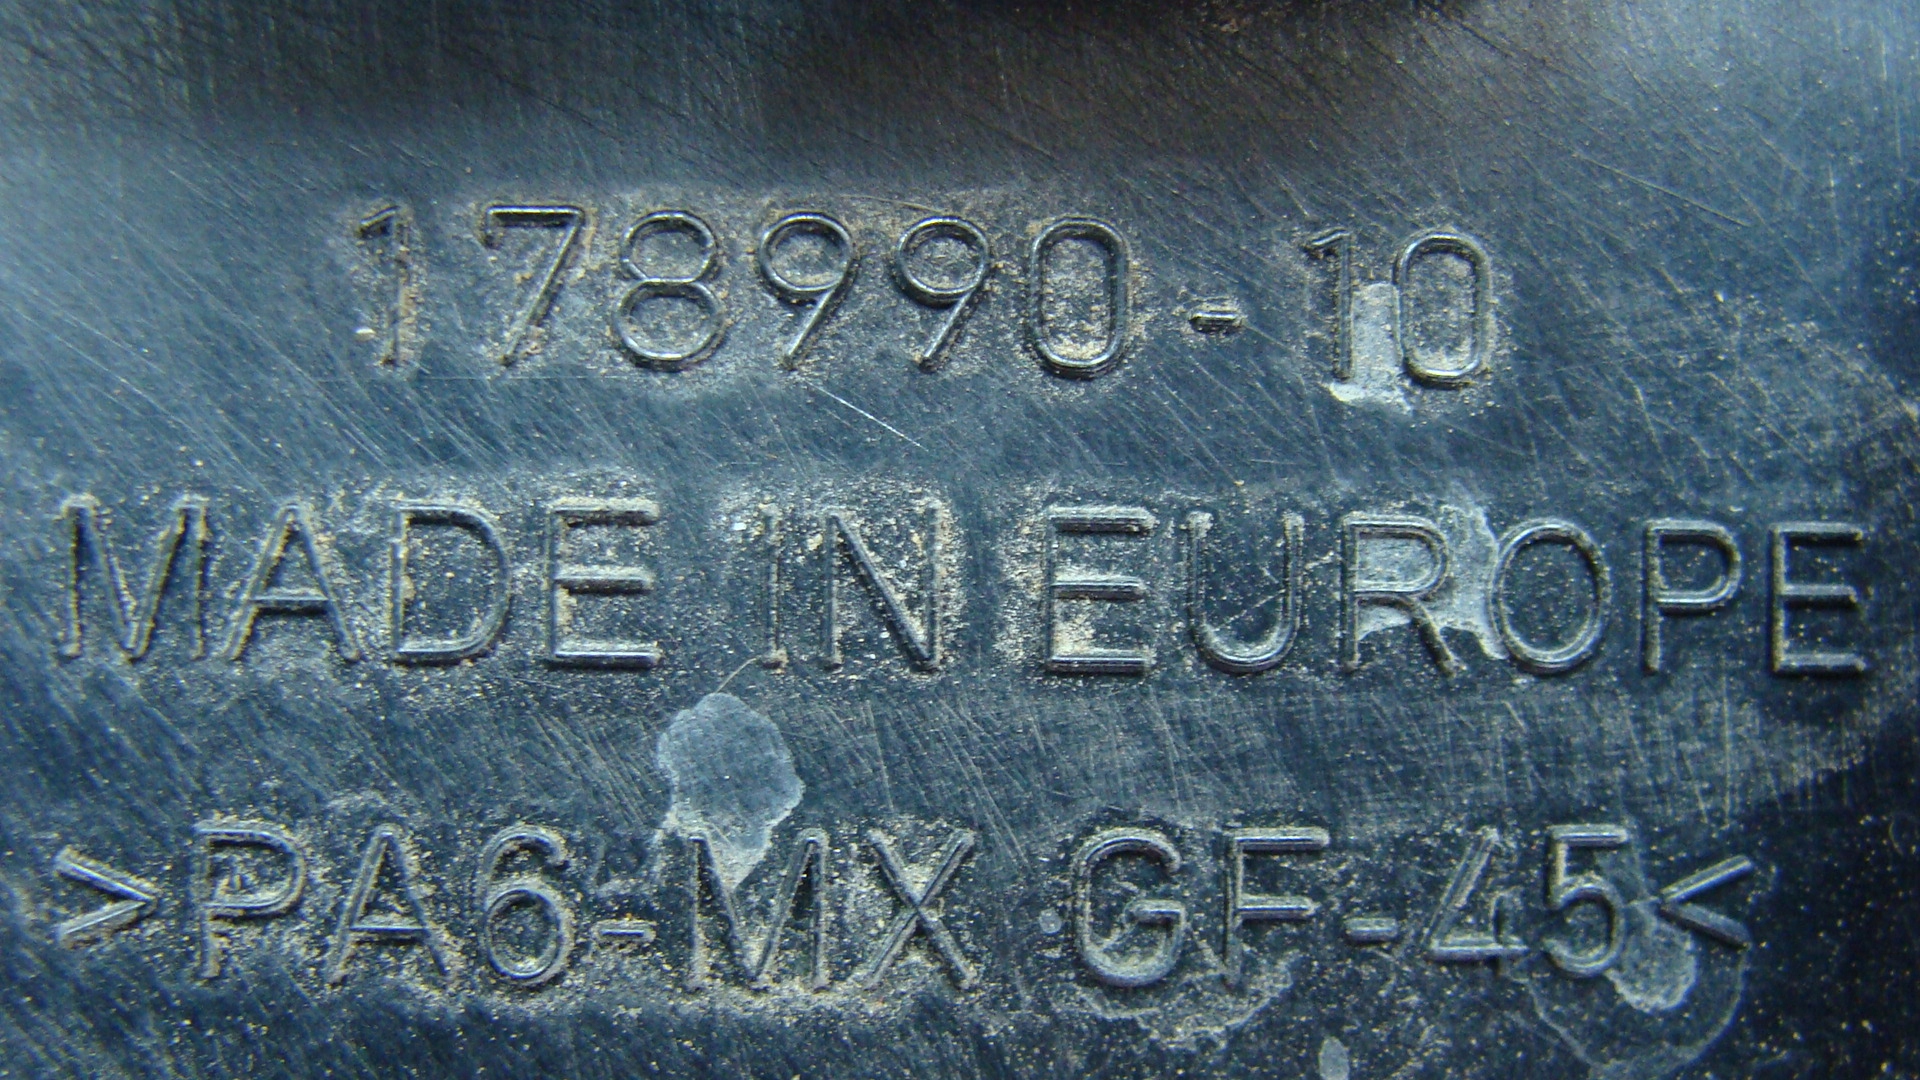 178990-10
MADE IN EUROPE
>PA6-MX GF-45<